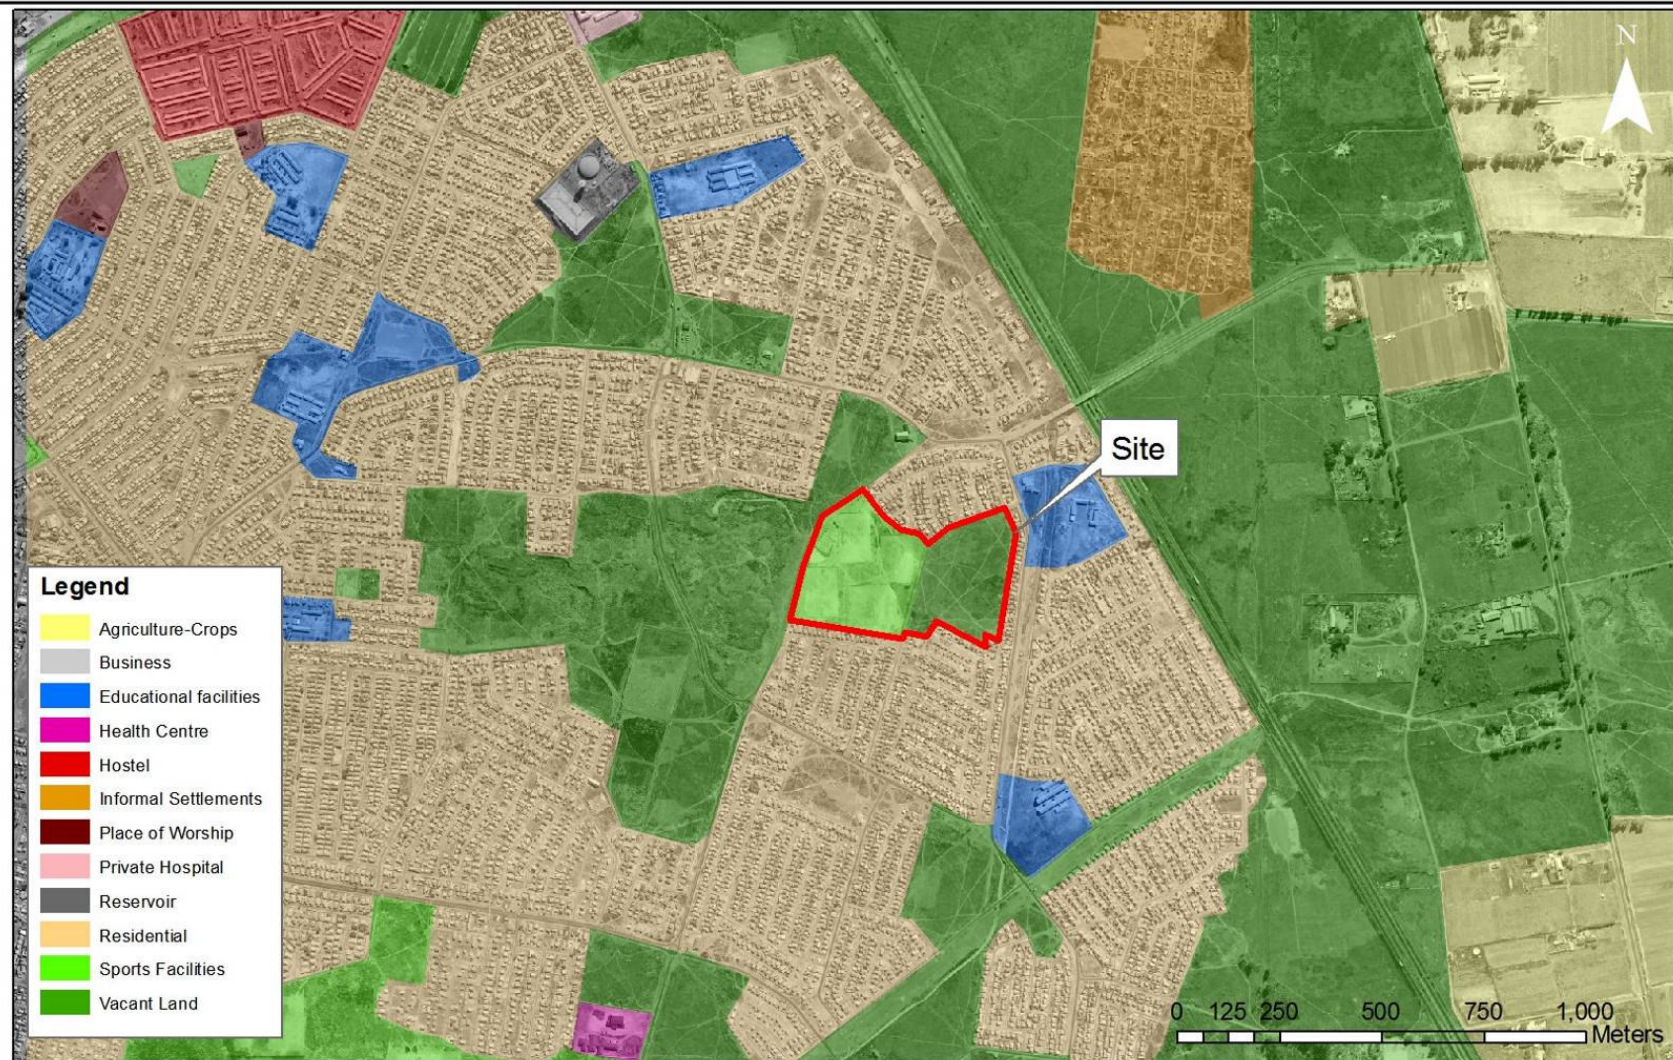 N
Site
Legend
Agriculture-Crops
Business
Educational facilities
Health Centre
Hostel
Informal Settlements
Place of Worship
Private Hospital
Reservoir
Residential
Sports Facilities
Vacant Land
0 125 250 500 750 1,000
Meters